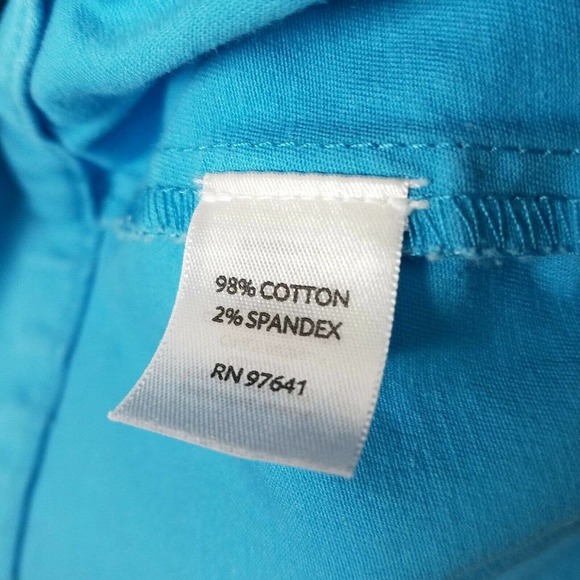 98% COTTON
2% SPANDEX
RN 97641